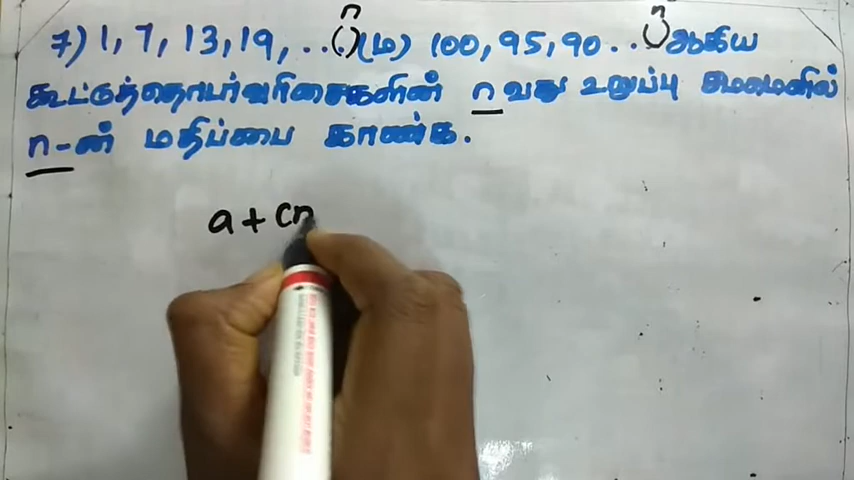 7) 1, 7, 13, 19, ...(n) (ம) 100, 95, 90 ...(n) ஆகிய
கூட்டுத்தொடர்வரிசைகளின் n வது உறுப்பு சமமெனில்
n-ன் மதிப்பை காண்க.
a + (n